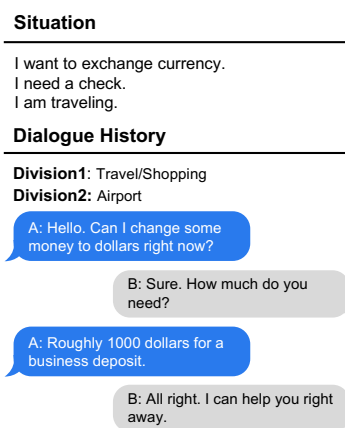 Situation
I want to exchange currency.
I need a check.
I am traveling.
Dialogue History
Division1: Travel/Shopping
Division2: Airport
A: Hello. Can I change some
money to dollars right now?
B: Sure. How much do you
need?
A: Roughly 1000 dollars for a
business deposit.
B: All right. I can help you right
away.